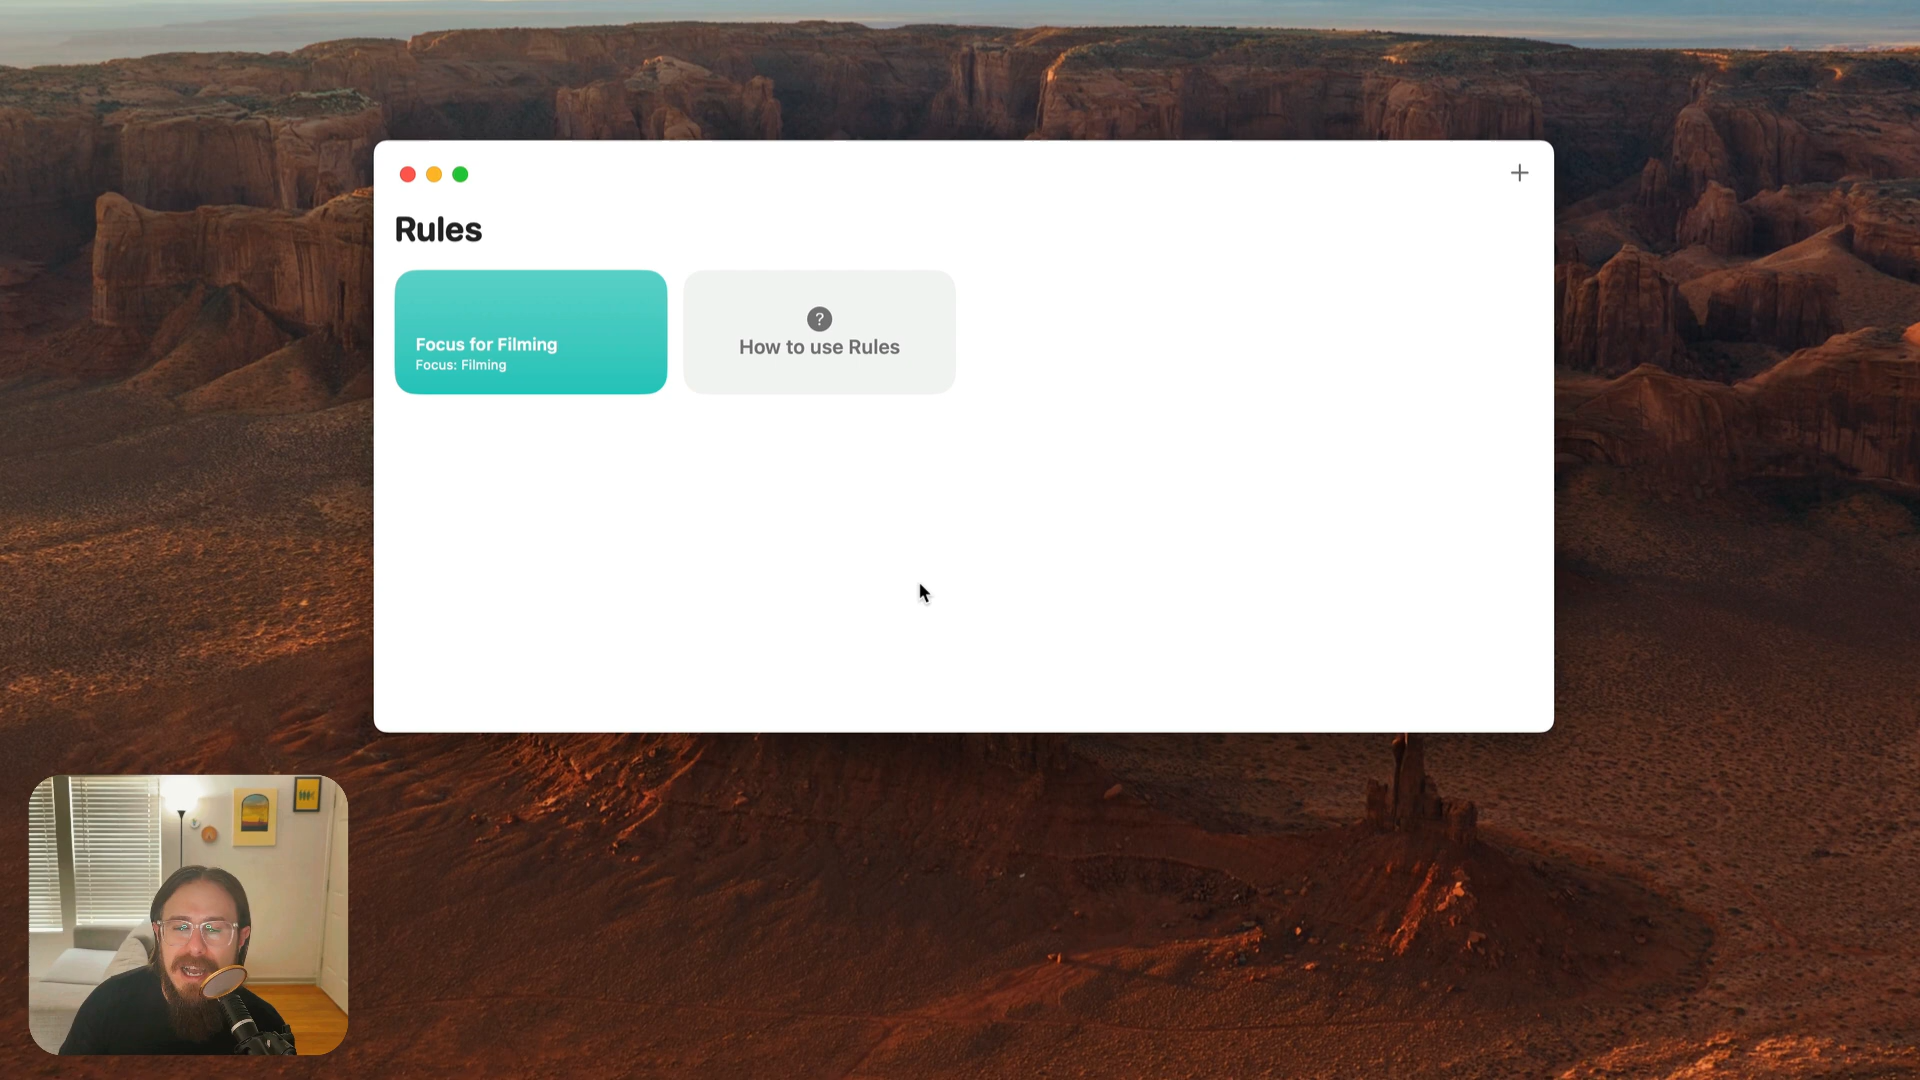 Rules
Focus for Filming
Focus: Filming
?
How to use Rules